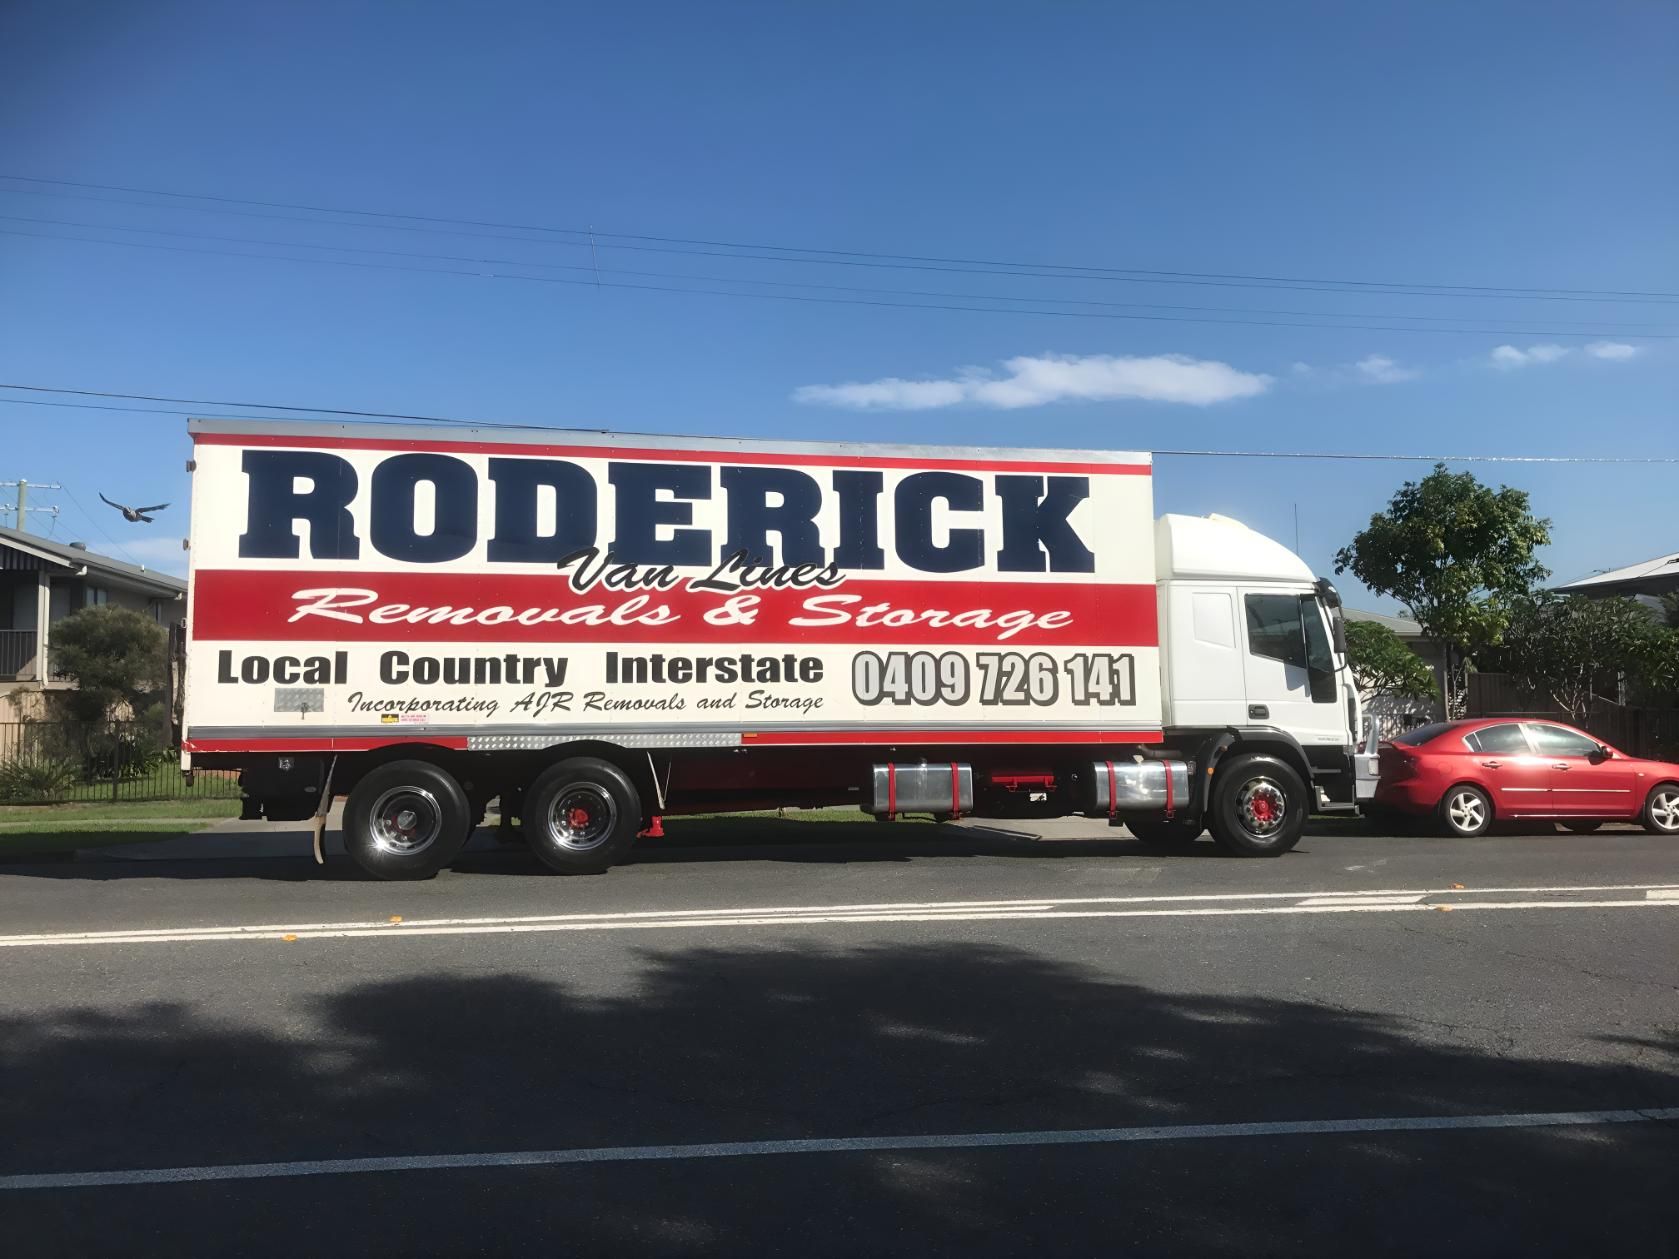 RODERICK
Van Lines
Removals & Storage
Local Country Interstate 0409 726 141
Incorporating AJR Removals and Storage